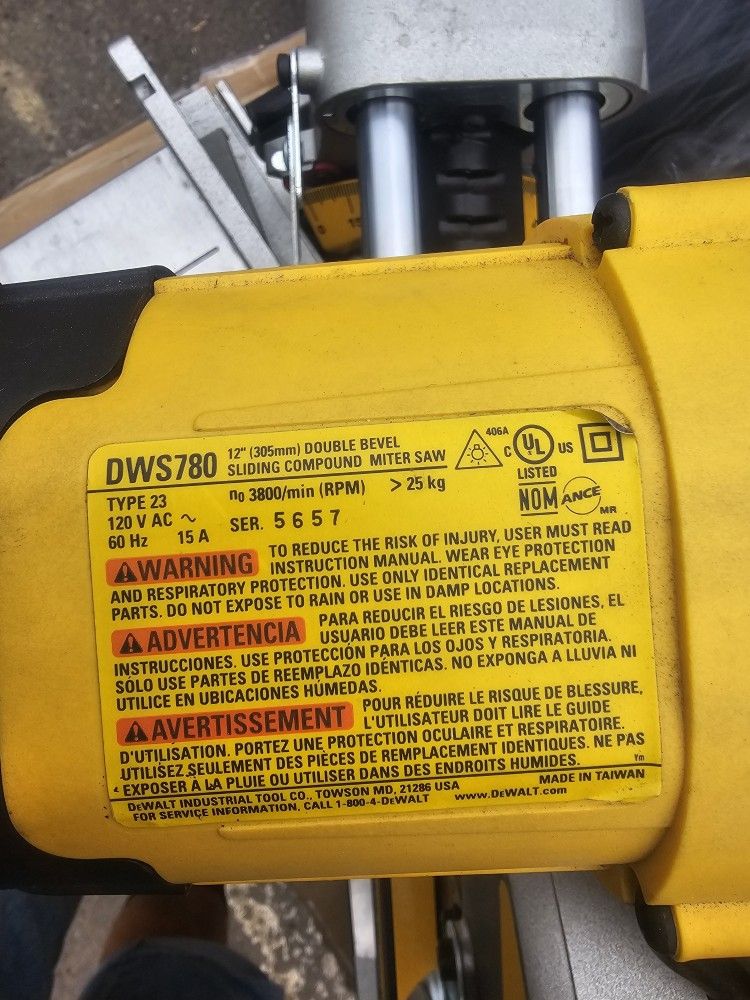 DWS780 12" (305mm) DOUBLE BEVEL
SLIDING COMPOUND MITER SAW
406A
C UL US
LISTED
TYPE 23 n0 3800/min (RPM) > 25 kg
120 V AC ~
60 Hz 15 A SER. 5657
NOM ANCE MR
WARNING TO REDUCE THE RISK OF INJURY, USER MUST READ
INSTRUCTION MANUAL. WEAR EYE PROTECTION
AND RESPIRATORY PROTECTION. USE ONLY IDENTICAL REPLACEMENT
PARTS. DO NOT EXPOSE TO RAIN OR USE IN DAMP LOCATIONS.
ADVERTENCIA PARA REDUCIR EL RIESGO DE LESIONES, EL
USUARIO DEBE LEER ESTE MANUAL DE
INSTRUCCIONES. USE PROTECCIÓN PARA LOS OJOS Y RESPIRATORIA.
SÓLO USE PARTES DE REEMPLAZO IDÉNTICAS. NO EXPONGA A LLUVIA NI
UTILICE EN UBICACIONES HÚMEDAS.
AVERTISSEMENT POUR RÉDUIRE LE RISQUE DE BLESSURE,
L'UTILISATEUR DOIT LIRE LE GUIDE
D'UTILISATION. PORTEZ UNE PROTECTION OCULAIRE ET RESPIRATOIRE.
UTILISEZ SEULEMENT DES PIÈCES DE REMPLACEMENT IDENTIQUES. NE PAS
EXPOSER À LA PLUIE OU UTILISER DANS DES ENDROITS HUMIDES.
Ym
DEWALT INDUSTRIAL TOOL CO., TOWSON MD, 21286 USA MADE IN TAIWAN
FOR SERVICE INFORMATION, CALL 1-800-4-DEWALT www.DEWALT.com